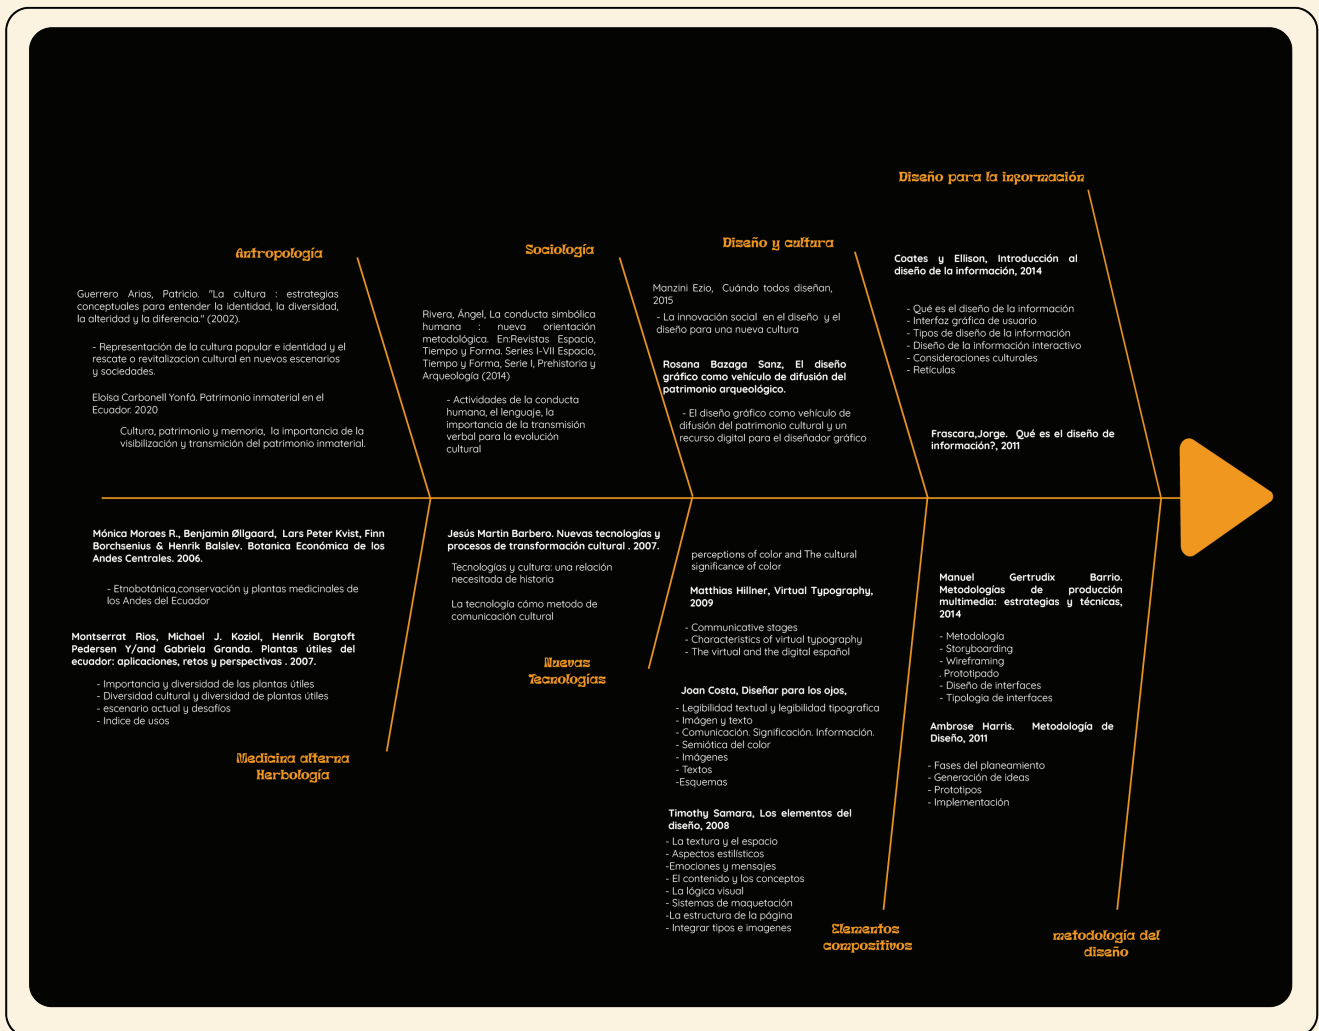 Diseño para la información
Coates y Ellison, Introducción al
diseño de la información, 2014
- Qué es el diseño de la información
- Interfaz gráfica de usuario
- Tipos de diseño de la información
- Diseño de la información interactivo
- Consideraciones culturales
- Retículas
Frascara,Jorge. Qué es el diseño de
información?, 2011
Diseño y cultura
Manzini Ezio, Cuándo todos diseñan,
2015
- La innovación social en el diseño y el
diseño para una nueva cultura
Rosana Bazaga Sanz, El diseño
gráfico como vehículo de difusión del
patrimonio arqueológico.
- El diseño gráfico como vehículo de
difusión del patrimonio cultural y un
recurso digital para el diseñador gráfico
Sociología
Rivera, Ángel, La conducta simbólica
humana : nueva orientación
metodológica. En:Revistas Espacio,
Tiempo y Forma. Series I-VII Espacio,
Tiempo y Forma, Serie I, Prehistoria y
Arqueología (2014)
- Actividades de la conducta
humana, el lenguaje, la
importancia de la transmisión
verbal para la evolución
cultural
Antropología
Guerrero Arias, Patricio. "La cultura : estrategias
conceptuales para entender la identidad, la diversidad,
la alteridad y la diferencia." (2002).
- Representación de la cultura popular e identidad y el
rescate o revitalizacion cultural en nuevos escenarios
y sociedades.
Eloísa Carbonell Yonfá. Patrimonio inmaterial en el
Ecuador. 2020
Cultura, patrimonio y memoria, la importancia de la
visibilización y transmición del patrimonio inmaterial.
Mónica Moraes R., Benjamin Øllgaard, Lars Peter Kvist, Finn
Borchsenius & Henrik Balslev. Botanica Económica de los
Andes Centrales. 2006.
- Etnobotánica,conservación y plantas medicinales de
los Andes del Ecuador
Montserrat Rios, Michael J. Koziol, Henrik Borgtoft
Pedersen Y/and Gabriela Granda. Plantas útiles del
ecuador: aplicaciones, retos y perspectivas . 2007.
- Importancia y diversidad de las plantas útiles
- Diversidad cultural y diversidad de plantas útiles
- escenario actual y desafíos
- Indice de usos
Medicina alterna
Herbología
Jesús Martin Barbero. Nuevas tecnologías y
procesos de transformación cultural . 2007.
Tecnologías y cultura: una relación
necesitada de historia
La tecnología cómo metodo de
comunicación cultural
Nuevas
Tecnologías
perceptions of color and The cultural
significance of color
Matthias Hillner, Virtual Typography,
2009
- Communicative stages
- Characteristics of virtual typography
- The virtual and the digital español
Joan Costa, Diseñar para los ojos,
- Legibilidad textual y legibilidad tipografica
- Imágen y texto
- Comunicación. Significación. Información.
- Semiótica del color
- Imágenes
- Textos
-Esquemas
Timothy Samara, Los elementos del
diseño, 2008
- La textura y el espacio
- Aspectos estilísticos
-Emociones y mensajes
- El contenido y los conceptos
- La lógica visual
- Sistemas de maquetación
-La estructura de la página
- Integrar tipos e imagenes
Elementos
compositivos
Manuel Gertrudix Barrio.
Metodologías de producción
multimedia: estrategias y técnicas,
2014
- Metodología
- Storyboarding
- Wireframing
. Prototipado
- Diseño de interfaces
- Tipologia de interfaces
Ambrose Harris. Metodología de
Diseño, 2011
- Fases del planeamiento
- Generación de ideas
- Prototipos
- Implementación
metodología del
diseño